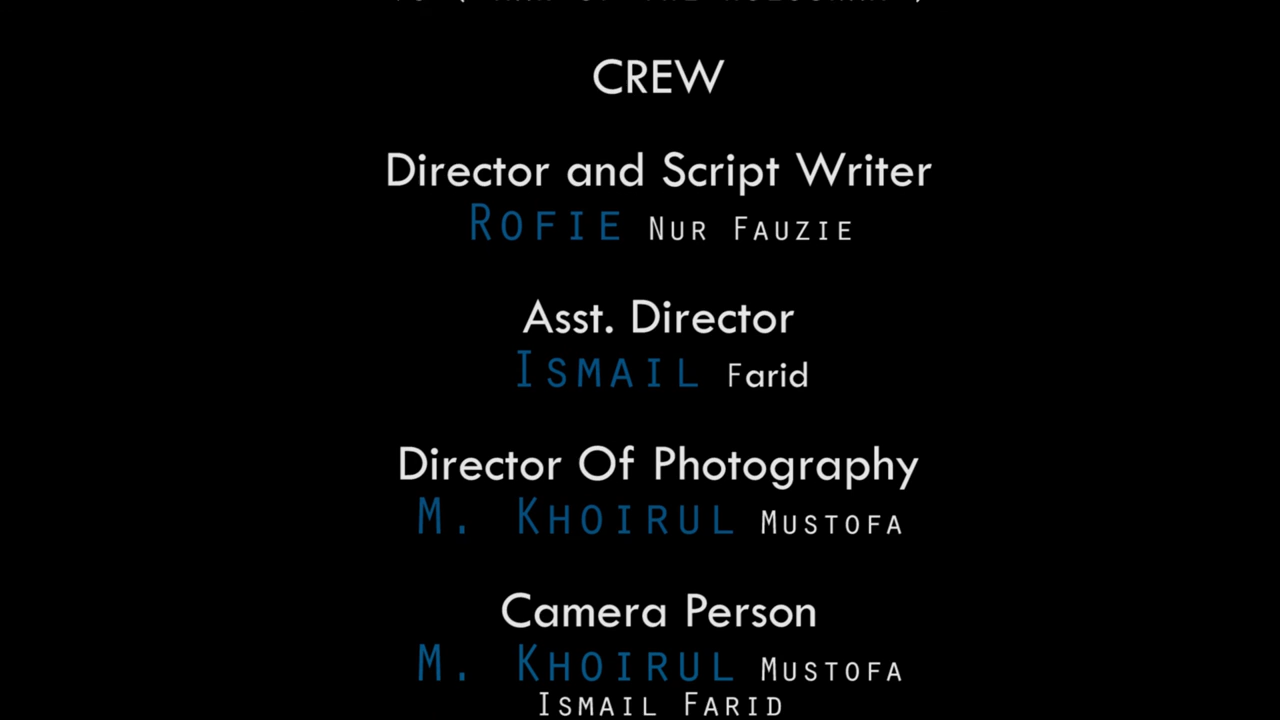 CREW
Director and Script Writer
ROFIE NUR FAUZIE
Asst. Director
ISMAIL Farid
Director Of Photography
M. KHOIRUL MUSTOFA
Camera Person
M. KHOIRUL MUSTOFA
ISMAIL FARID